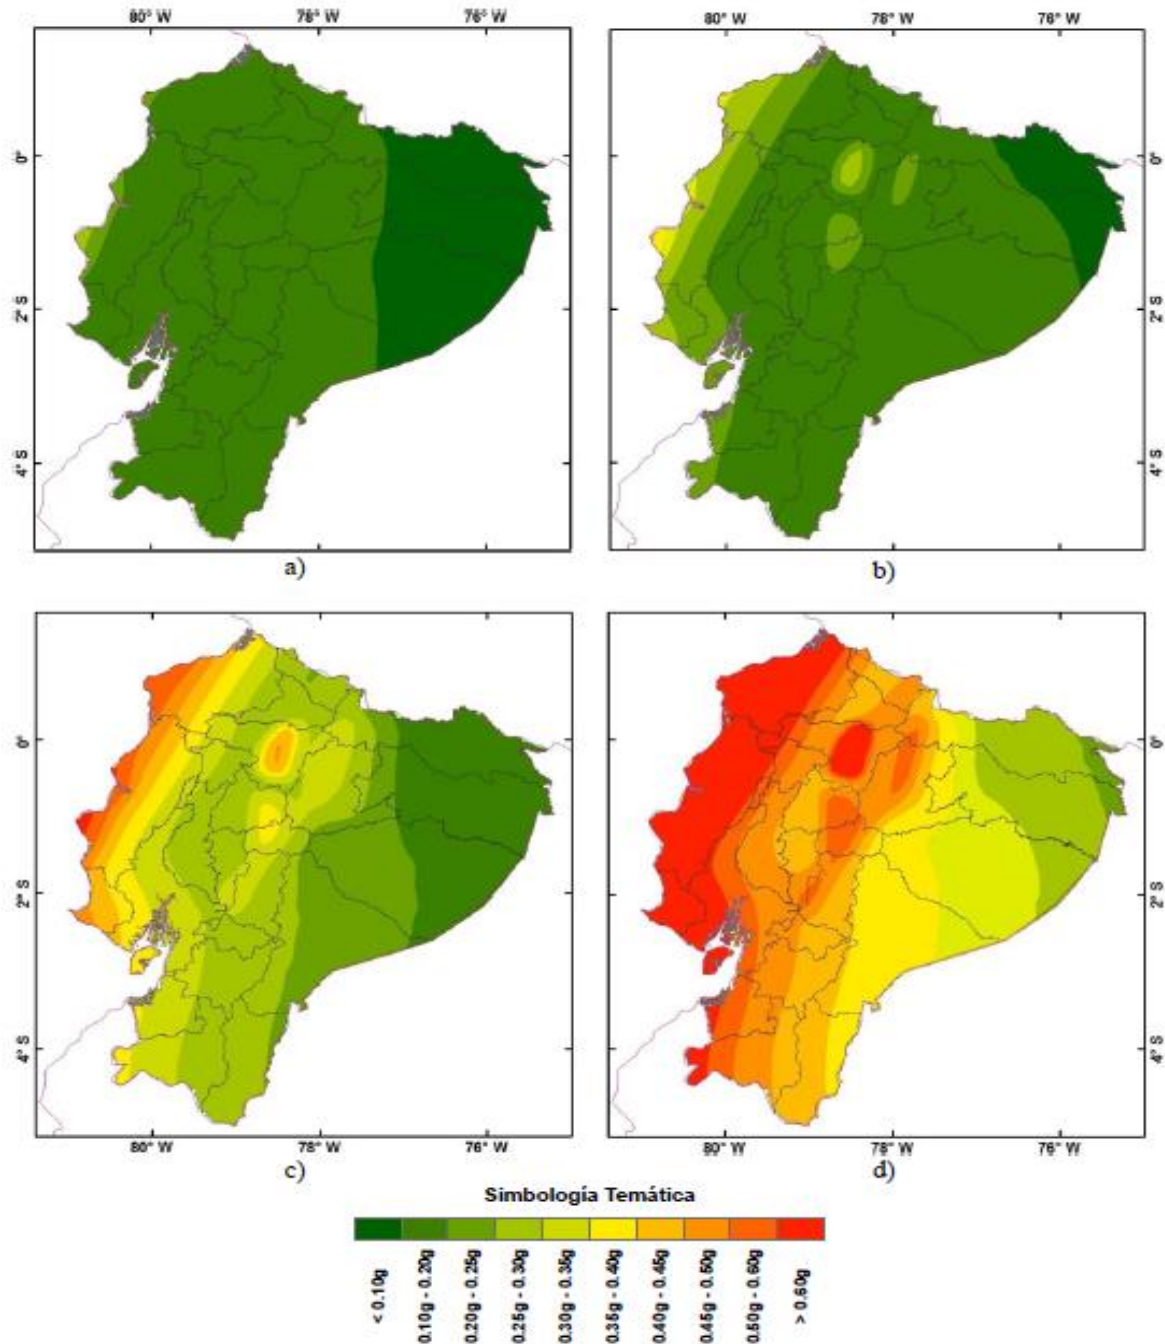 80° W 78° W 76° W 80° W 78° W 76° W
0° 0°
2° S 2° S
4° S 4° S
a) b)
0° 0°
2° S 2° S
4° S 4° S
80° W 78° W 76° W 80° W 78° W 76° W
c) d)
Simbología Temática
< 0.10g
0.10g - 0.20g
0.20g - 0.25g
0.25g - 0.30g
0.30g - 0.35g
0.35g - 0.40g
0.40g - 0.45g
0.45g - 0.50g
0.50g - 0.60g
> 0.60g